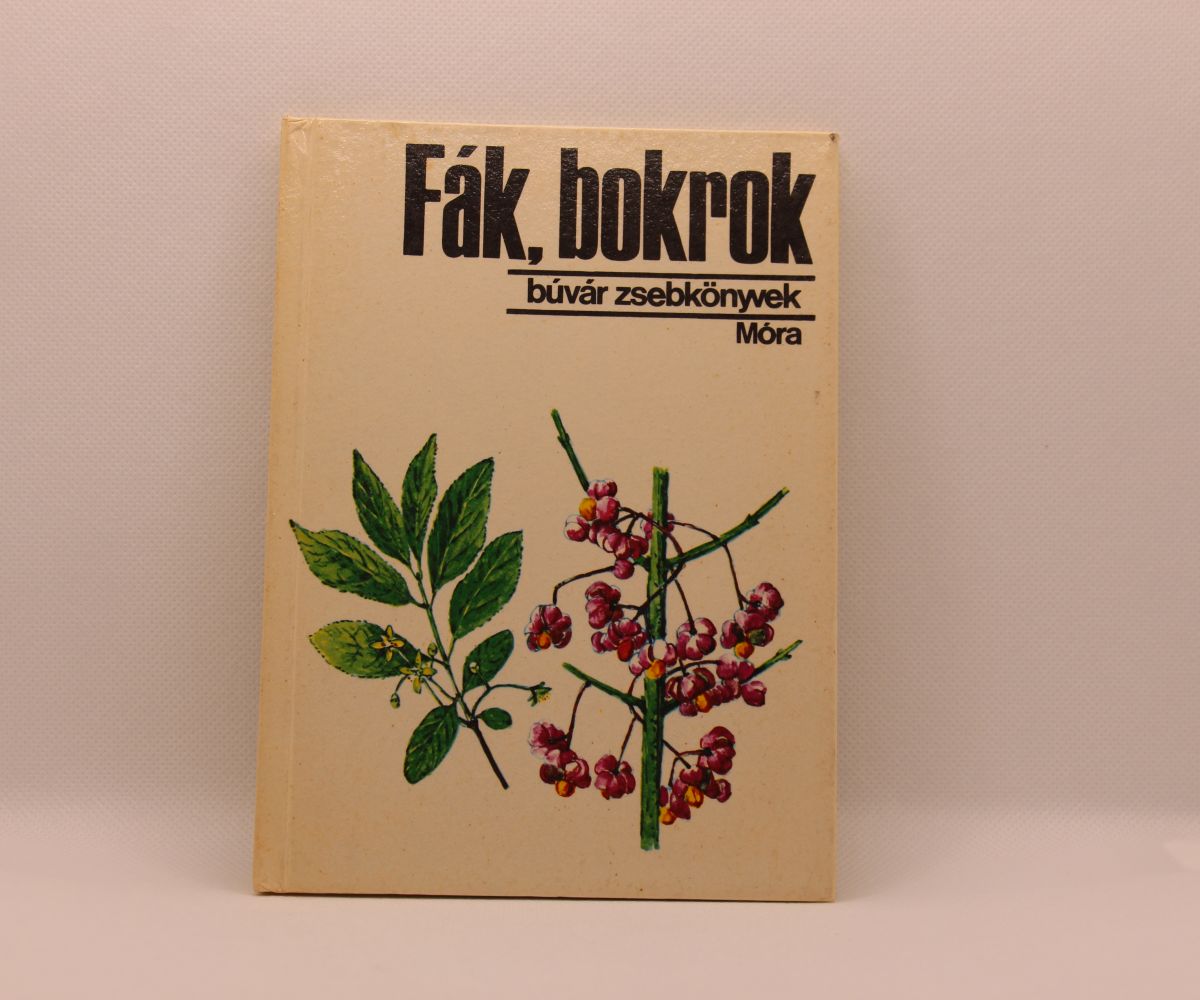 Fák, bokrok
búvár zsebkönyvek
Móra